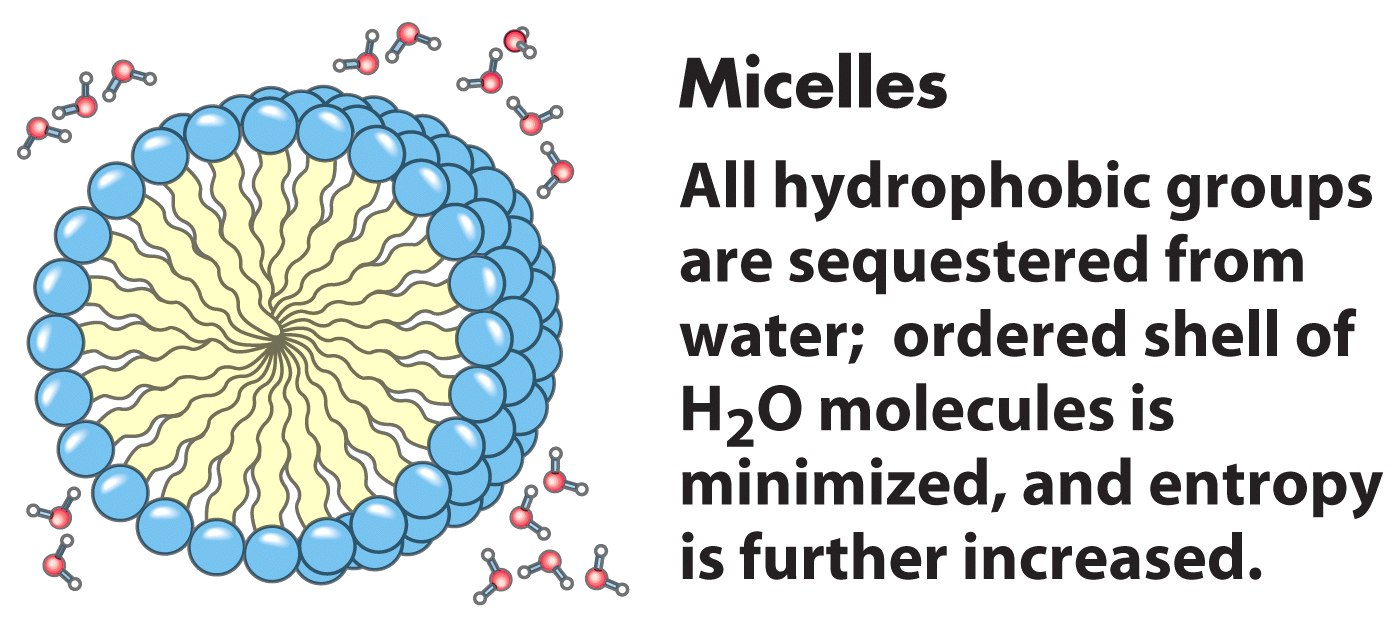 Micelles
All hydrophobic groups
are sequestered from
water; ordered shell of
H₂O molecules is
minimized, and entropy
is further increased.